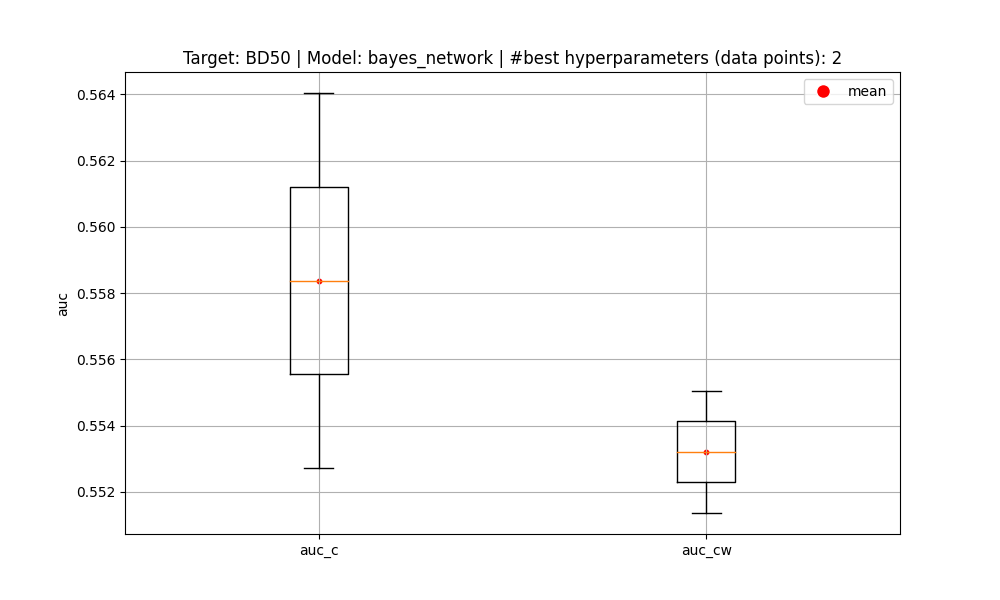 Target: BD50 | Model: bayes_network | #best hyperparameters (data points): 2
mean
0.564
0.562
0.560
0.558
0.556
0.554
0.552
auc
auc_c
auc_cw